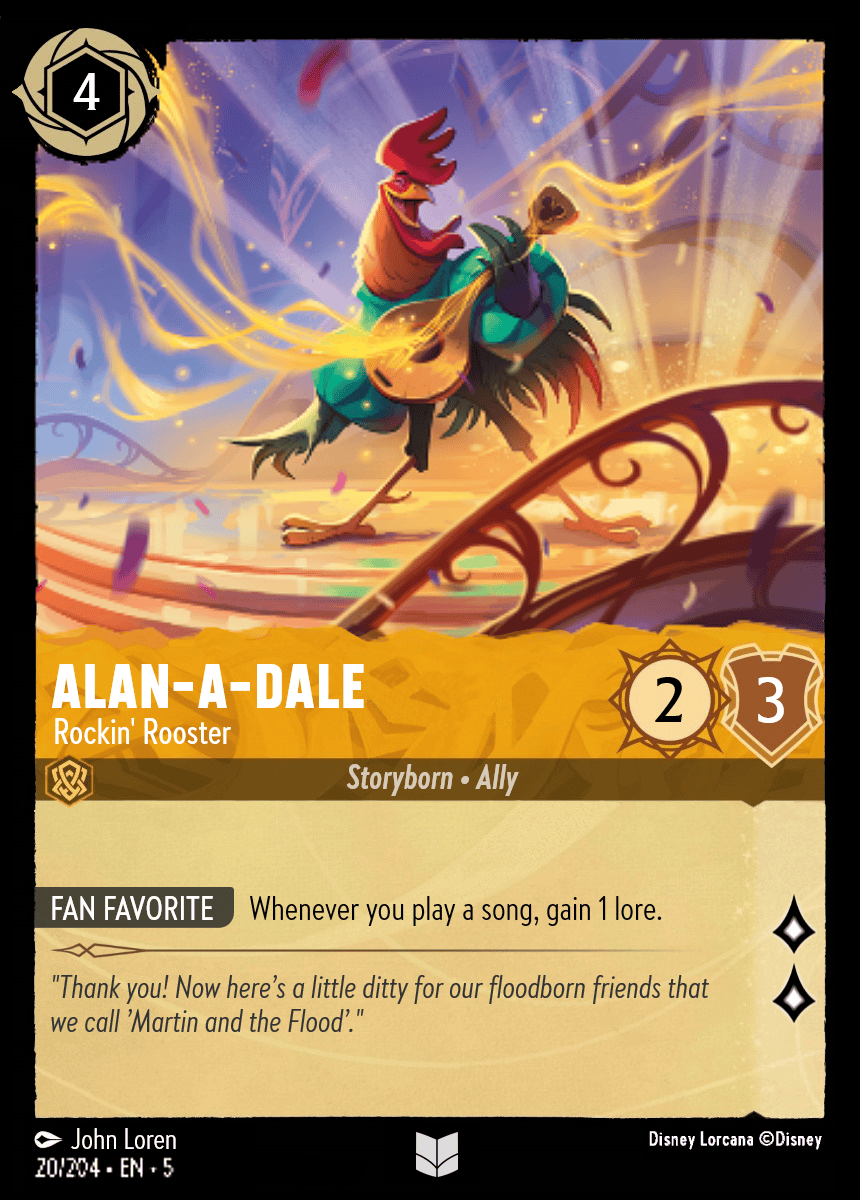 4
ALAN-A-DALE
Rockin' Rooster
2
3
Storyborn • Ally
FAN FAVORITE Whenever you play a song, gain 1 lore.
"Thank you! Now here’s a little ditty for our floodborn friends that
we call ’Martin and the Flood’."
John Loren
Disney Lorcana ©Disney
20/204 • EN • 5